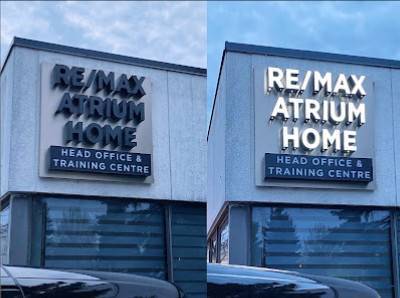 RE/MAX
ATRIUM
HOME
HEAD OFFICE &
TRAINING CENTRE
RE/MAX
ATRIUM
HOME
HEAD OFFICE &
TRAINING CENTRE